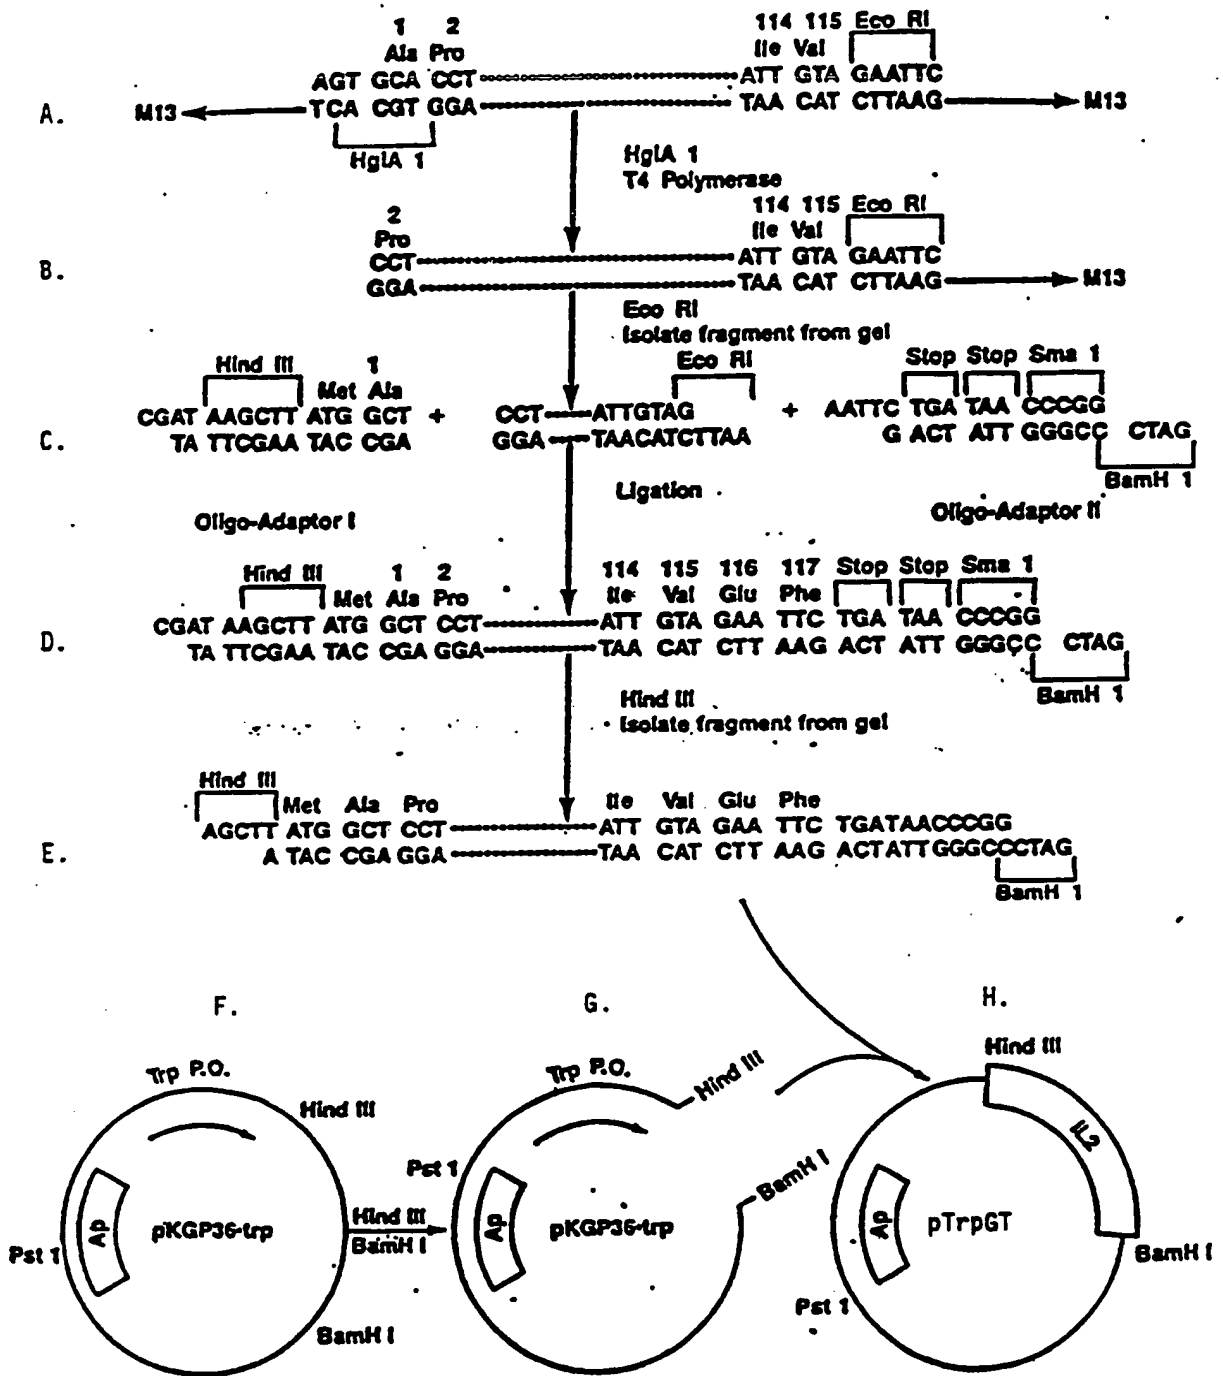 1 2 114 115 Eco RI
Ala Pro Ile Val
AGT GCA CCT ATT GTA GAATTC
A. M13 TCA CGT GGA TAA CAT CTTAAG M13
HgiA 1
HgiA 1
T4 Polymerase
2 114 115 Eco RI
Pro Ile Val
CCT ATT GTA GAATTC
B. GGA TAA CAT CTTAAG M13
Eco RI
Isolate fragment from gel
Hind III 1 Eco RI Stop Stop Sma 1
Met Ala
CGAT AAGCTT ATG GCT + CCT ATTGTAG + AATTC TGA TAA CCCGG
C. TA TTCGAA TAC CGA GGA TAACATCTTAA G ACT ATT GGGCC CTAG
BamH 1
Ligation
Oligo-Adaptor I Oligo-Adaptor II
Hind III 1 2 114 115 116 117 Stop Stop Sma 1
Met Ala Pro Ile Val Glu Phe
CGAT AAGCTT ATG GCT CCT ATT GTA GAA TTC TGA TAA CCCGG
D. TA TTCGAA TAC CGA GGA TAA CAT CTT AAG ACT ATT GGGCC CTAG
BamH 1
Hind III
Isolate fragment from gel
Hind III
Met Ala Pro Ile Val Glu Phe
AGCTT ATG GCT CCT ATT GTA GAA TTC TGATAACCCGG
E. A TAC CGA GGA TAA CAT CTT AAG ACTATTGGGCCCTAG
BamH 1
F. G. H.
Hind III
Trp P.O. Trp P.O. Hind III
Hind III IL2
Pst 1 BamH I
Ap pKGP36-trp Hind III Ap pKGP36-trp Ap pTrpGT
BamH I
Pst 1 BamH I
Pst 1
BamH I